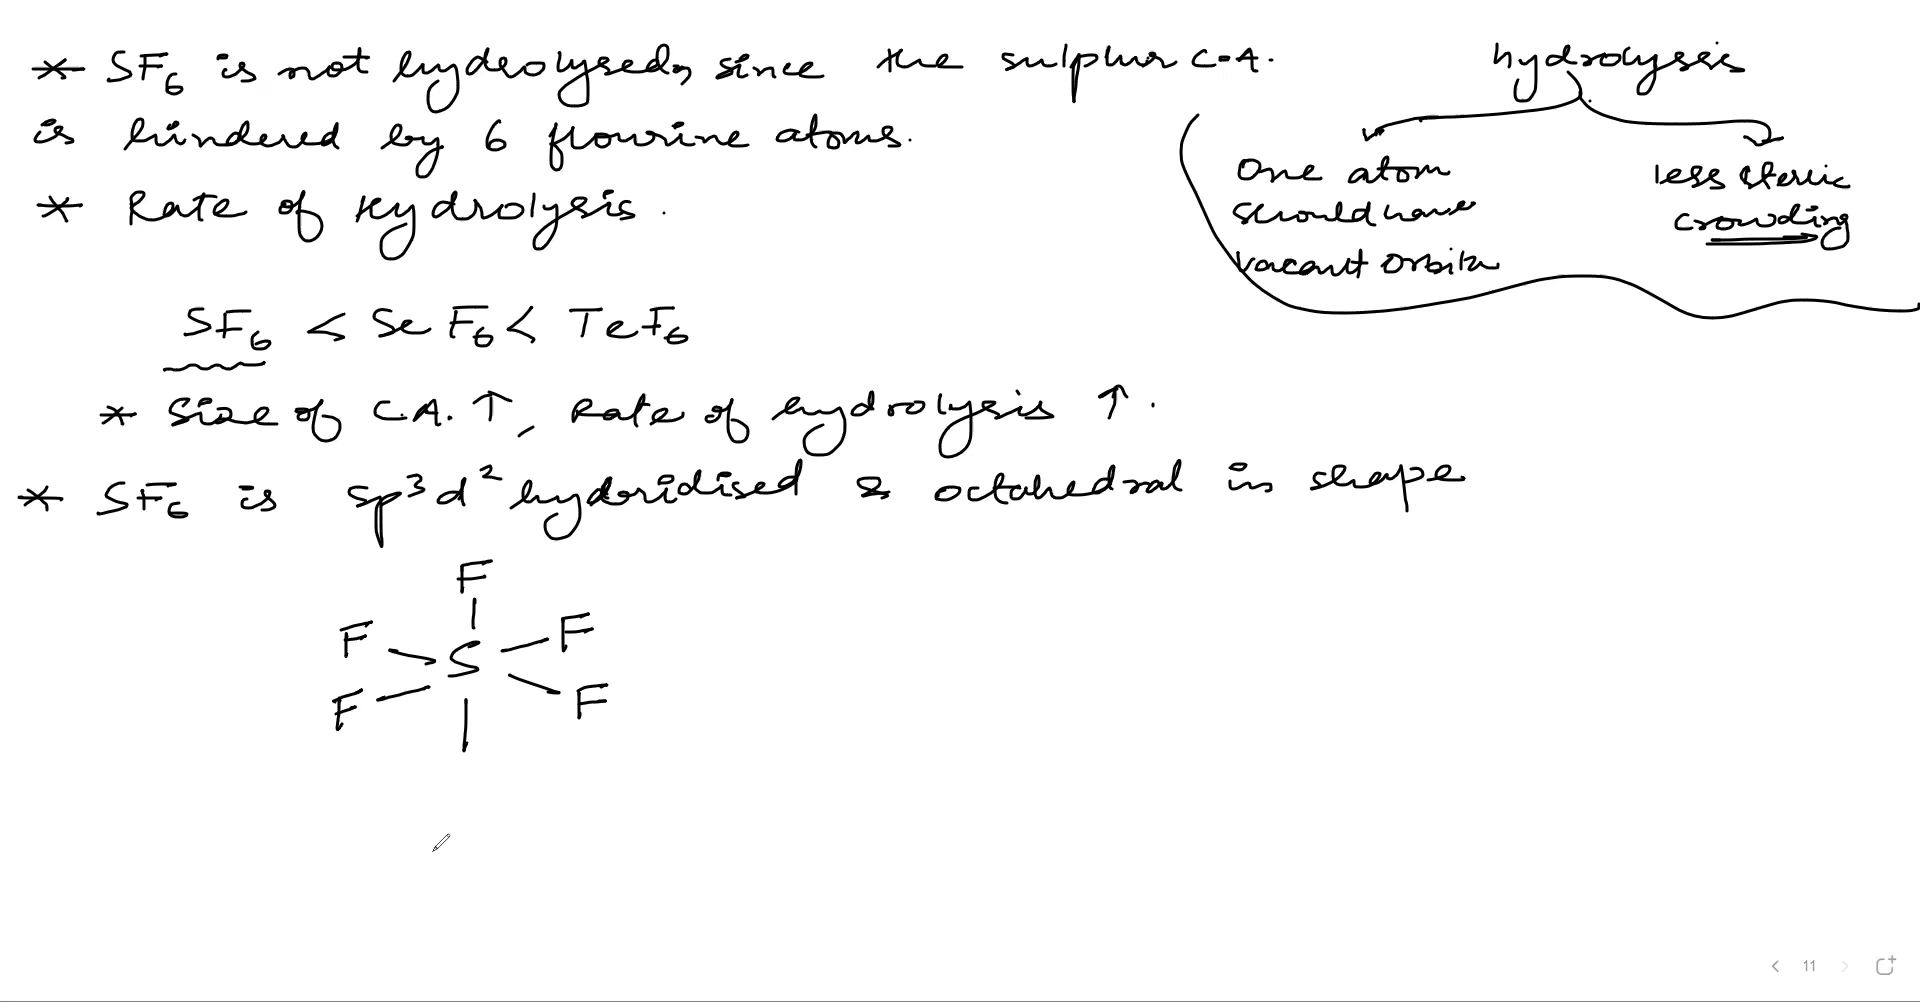 * SF6 is not hydrolysed, since the sulphur C.A.
is hindered by 6 flourine atoms.
* Rate of Hydrolysis.
SF6 < SeF6 < TeF6
* Size of C.A. ↑, Rate of hydrolysis ↑.
* SF6 is sp³d² hybridised & octahedral in shape
F
F F
S
F F
hydrolysis
One atom
should have
vacant orbital
less steric
crowding
11